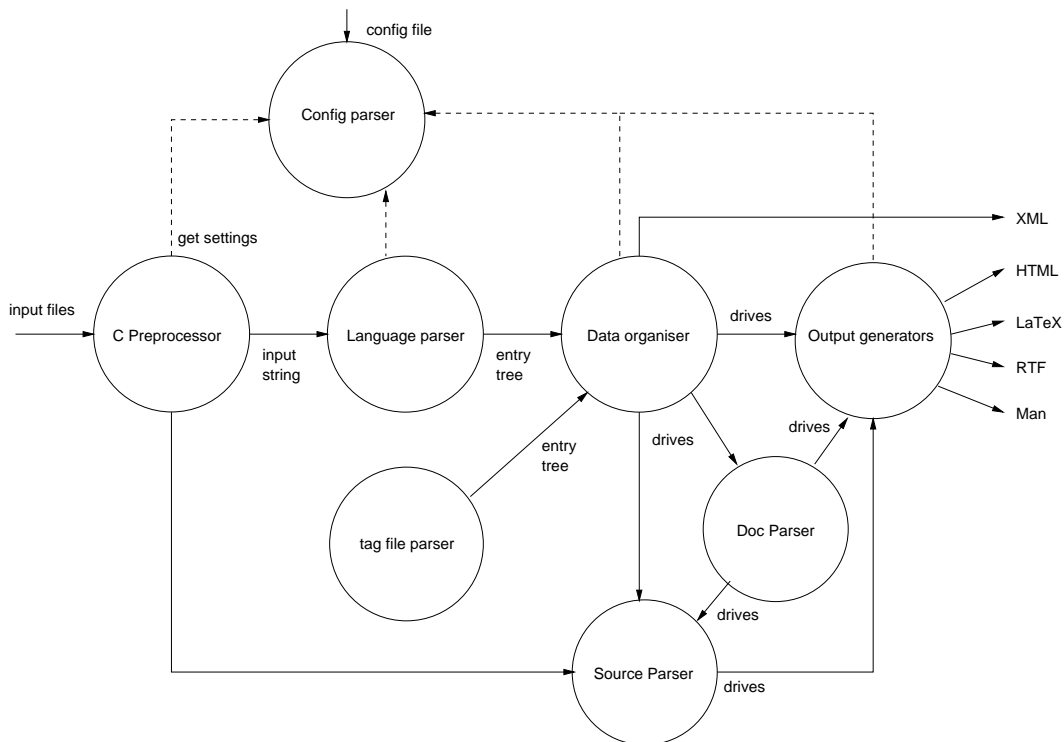 config file
Config parser
get settings
XML
HTML
input files
LaTeX
drives
C Preprocessor
Language parser
Data organiser
Output generators
input
string
entry
tree
RTF
Man
drives
drives
entry
tree
Doc Parser
tag file parser
drives
Source Parser
drives